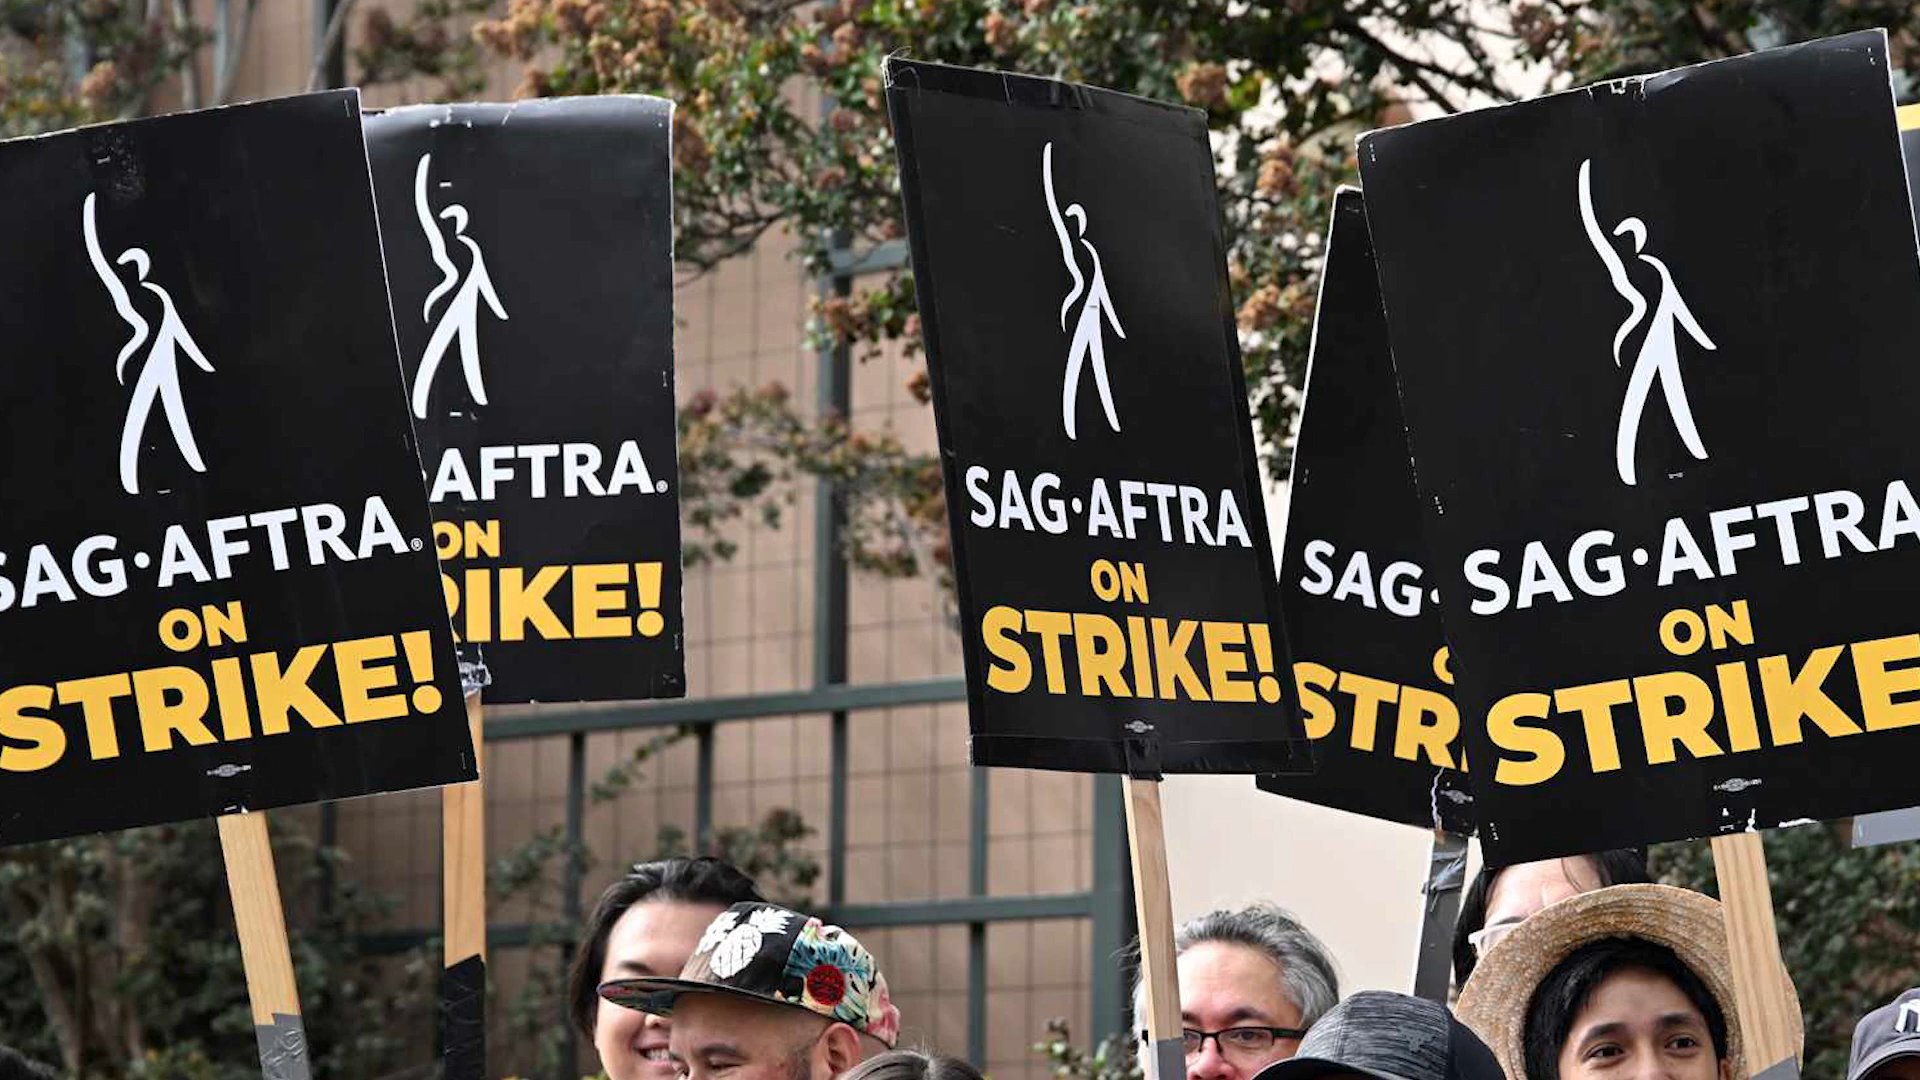 SAG·AFTRA®
ON
STRIKE!
AFTRA®
ON
RIKE!
SAG·AFTRA
ON
STRIKE!
SAG·
STR
SAG·AFTRA
ON
STRIKE